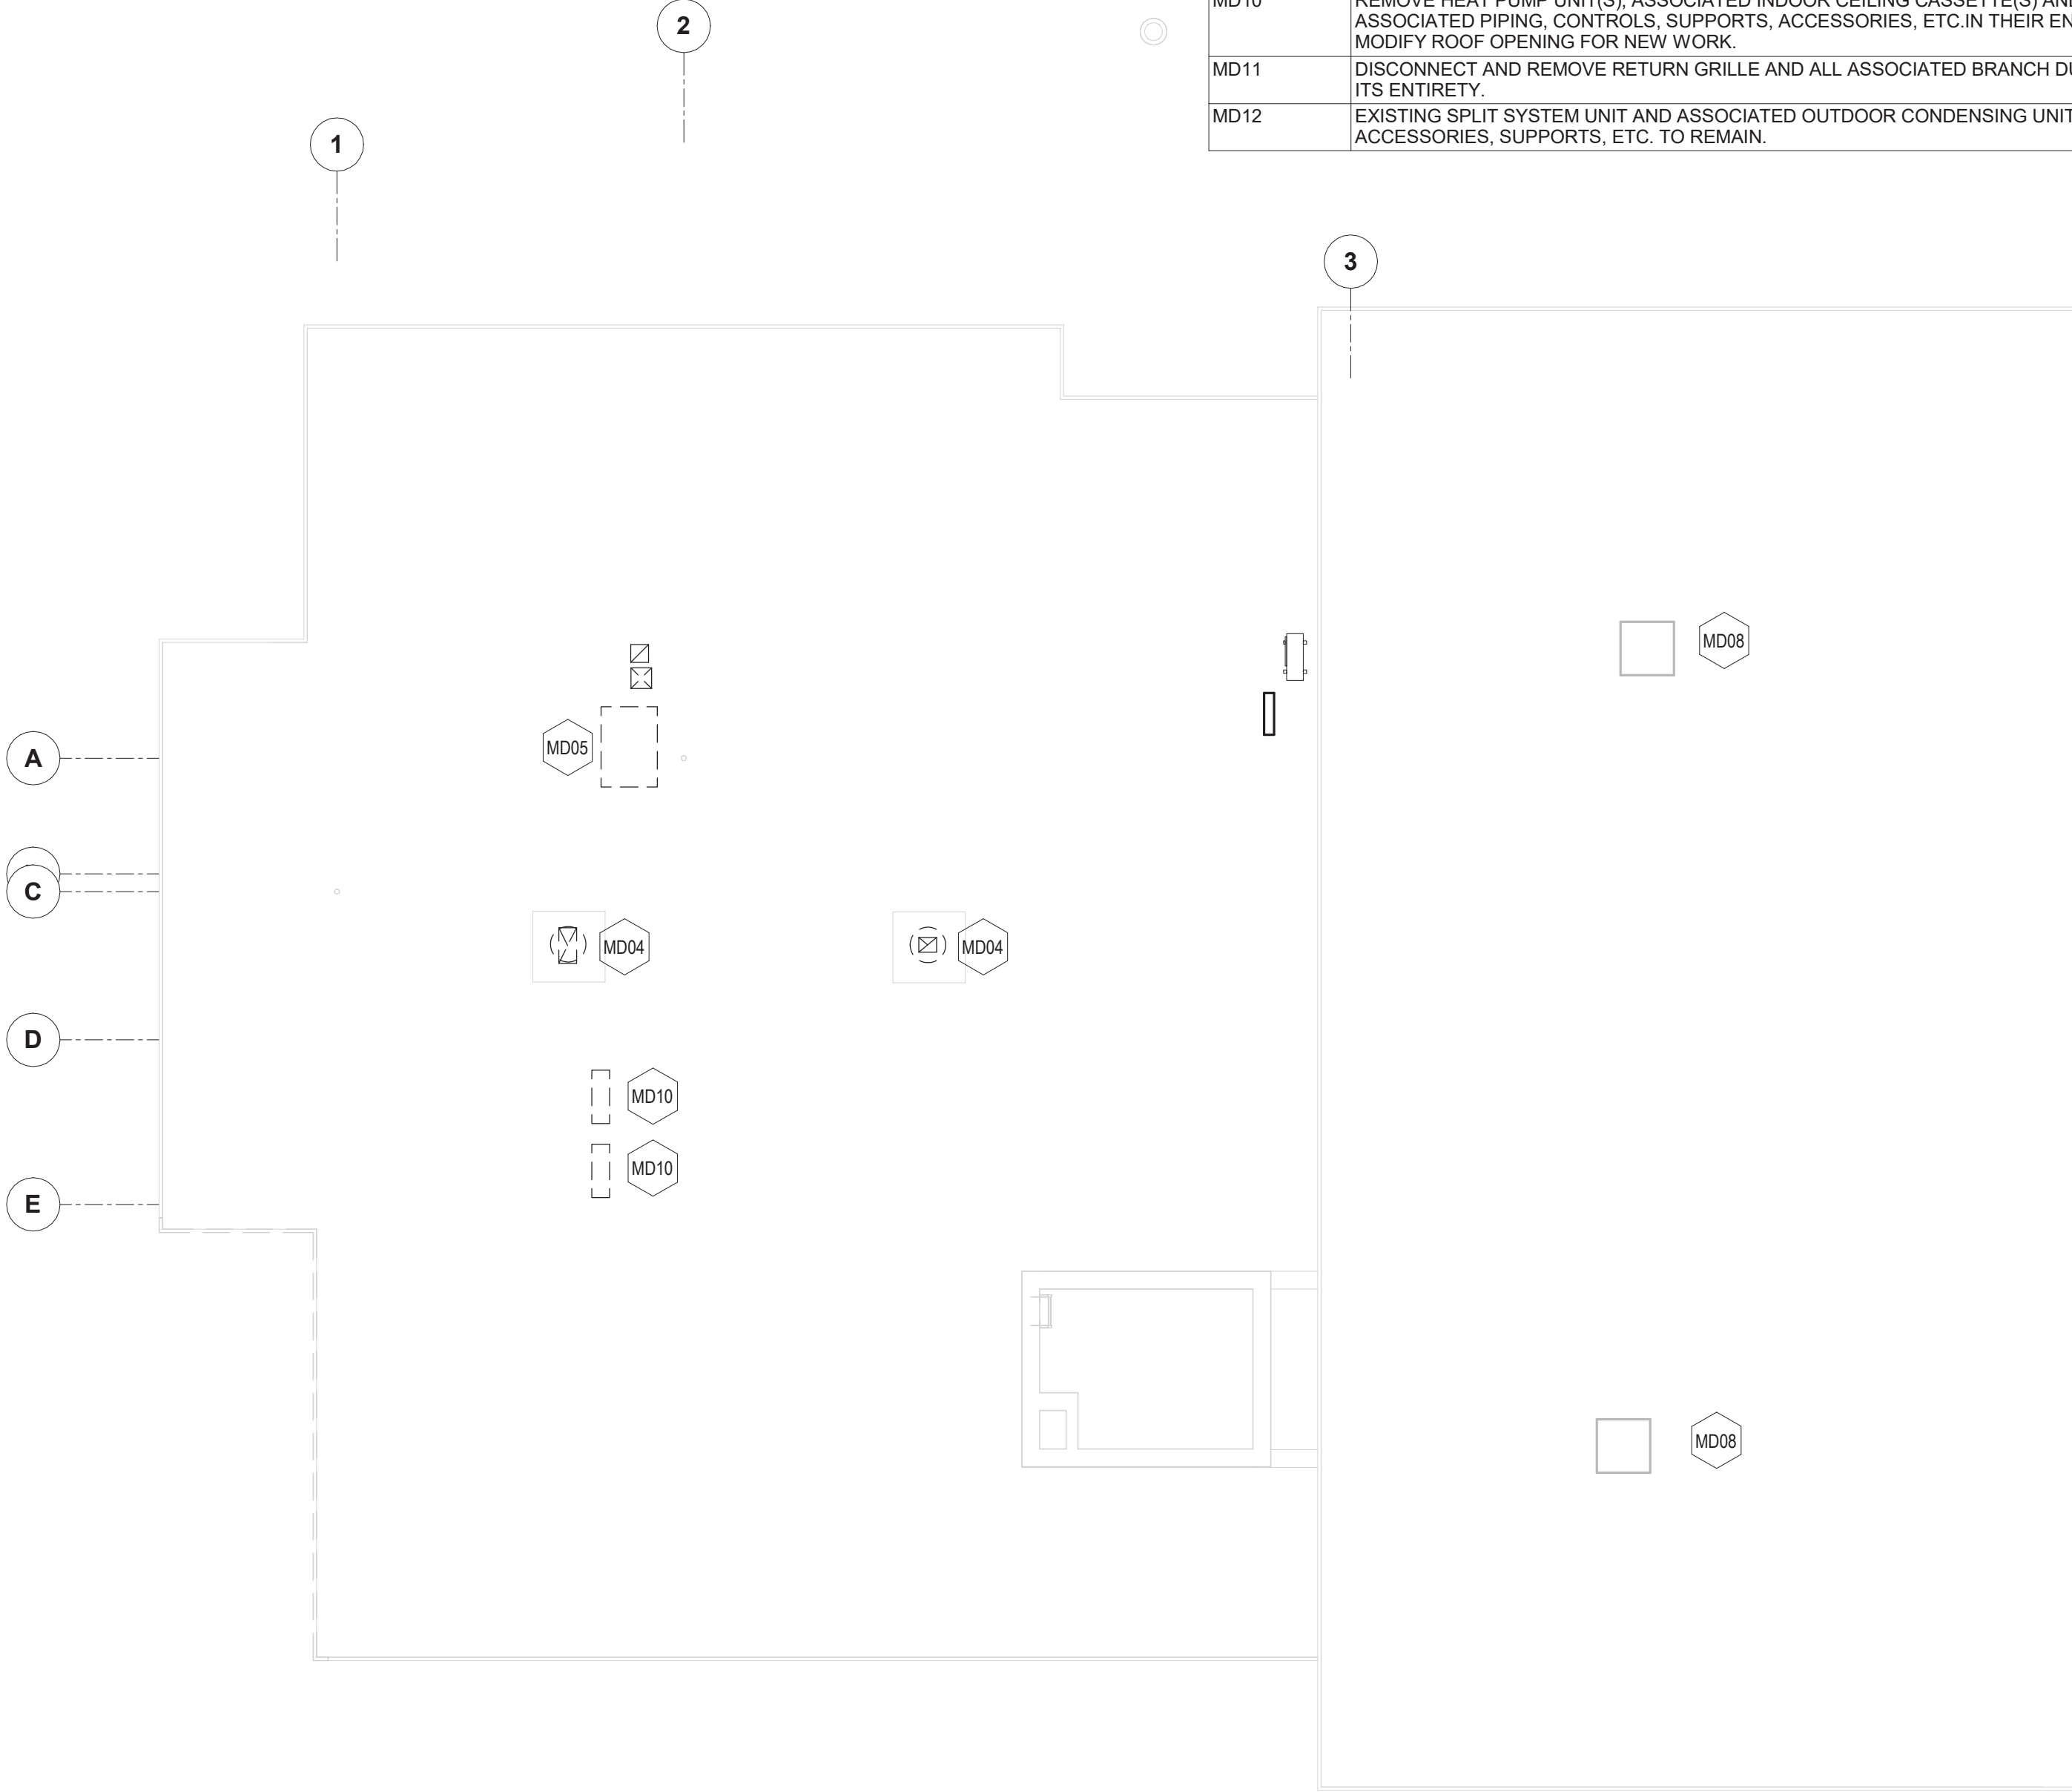 2
MD10
REMOVE HEAT PUMP UNIT(S), ASSOCIATED INDOOR CEILING CASSETTE(S) AND
ASSOCIATED PIPING, CONTROLS, SUPPORTS, ACCESSORIES, ETC.IN THEIR EN
MODIFY ROOF OPENING FOR NEW WORK.
MD11
DISCONNECT AND REMOVE RETURN GRILLE AND ALL ASSOCIATED BRANCH DU
ITS ENTIRETY.
MD12
EXISTING SPLIT SYSTEM UNIT AND ASSOCIATED OUTDOOR CONDENSING UNIT
ACCESSORIES, SUPPORTS, ETC. TO REMAIN.
1
3
MD08
MD05
A
C
MD04
MD04
D
MD10
MD10
E
MD08